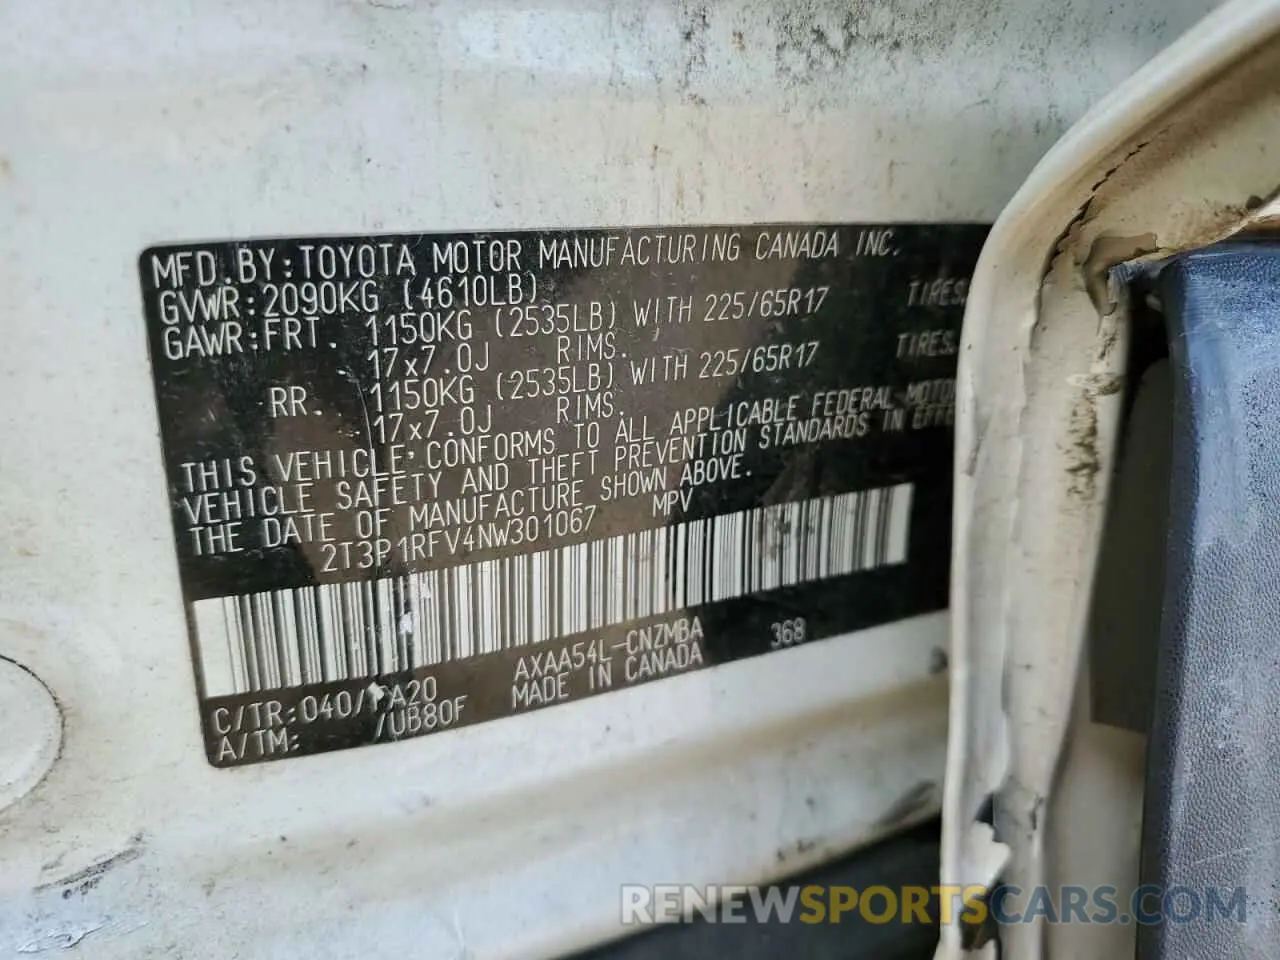 MFD.BY:TOYOTA MOTOR MANUFACTURING CANADA INC.
GVWR:2090KG (4610LB)
GAWR:FRT. 1150KG (2535LB) WITH 225/65R17 TIRES,
17x7.0J RIMS.
RR. 1150KG (2535LB) WITH 225/65R17 TIRES,
17x7.0J RIMS.
THIS VEHICLE CONFORMS TO ALL APPLICABLE FEDERAL MOTOR
VEHICLE SAFETY AND THEFT PREVENTION STANDARDS IN
THE DATE OF MANUFACTURE SHOWN ABOVE.
2T3P1RFV4NW301067 MPV
C/TR:040/FA20 AXAA54L-CNZMBA 368
A/TM: /UB80F MADE IN CANADA
RENEWSPORTSCARS.COM